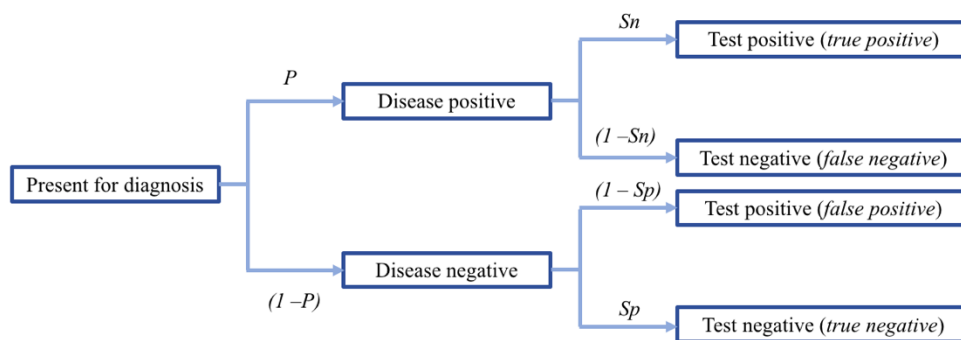 Sn
Test positive (true positive)
P
Disease positive
(1 –Sn)
Test negative (false negative)
Present for diagnosis
(1 – Sp)
Test positive (false positive)
Disease negative
(1 –P)
Sp
Test negative (true negative)